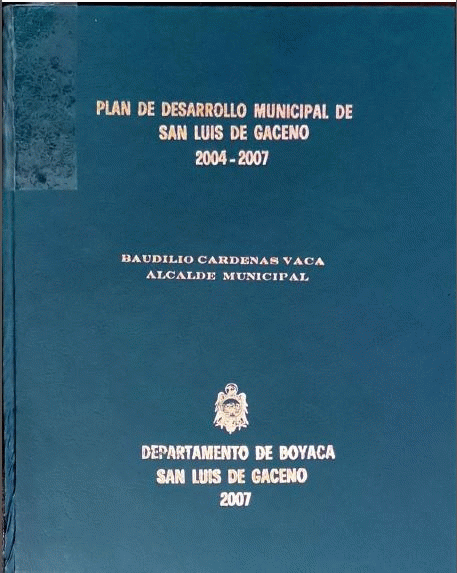 PLAN DE DESARROLLO MUNICIPAL DE
SAN LUIS DE GACENO
2004-2007
BAUDILIO CARDENAS VACA
ALCALDE MUNICIPAL
DEPARTAMENTO DE BOYACA
SAN LUIS DE GACENO
2007